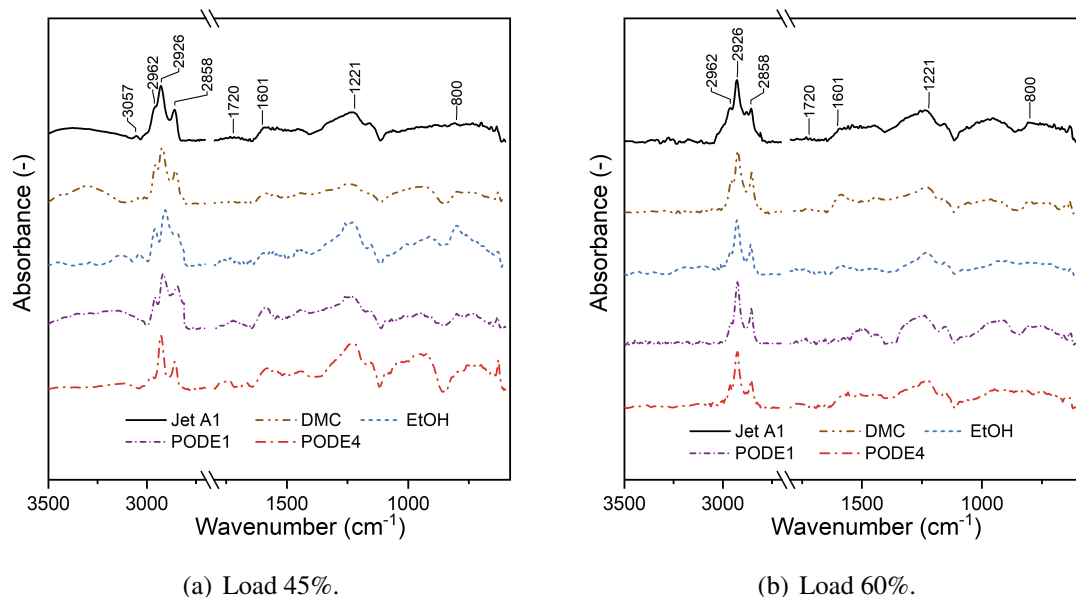 3057
2962
2926
2858
1720
1601
1221
800
Absorbance (-)
Jet A1
DMC
EtOH
PODE1
PODE4
3500
3000
1500
1000
Wavenumber (cm⁻¹)
(a) Load 45%.
2962
2926
2858
1720
1601
1221
800
Absorbance (-)
Jet A1
DMC
EtOH
PODE1
PODE4
3500
3000
1500
1000
Wavenumber (cm⁻¹)
(b) Load 60%.